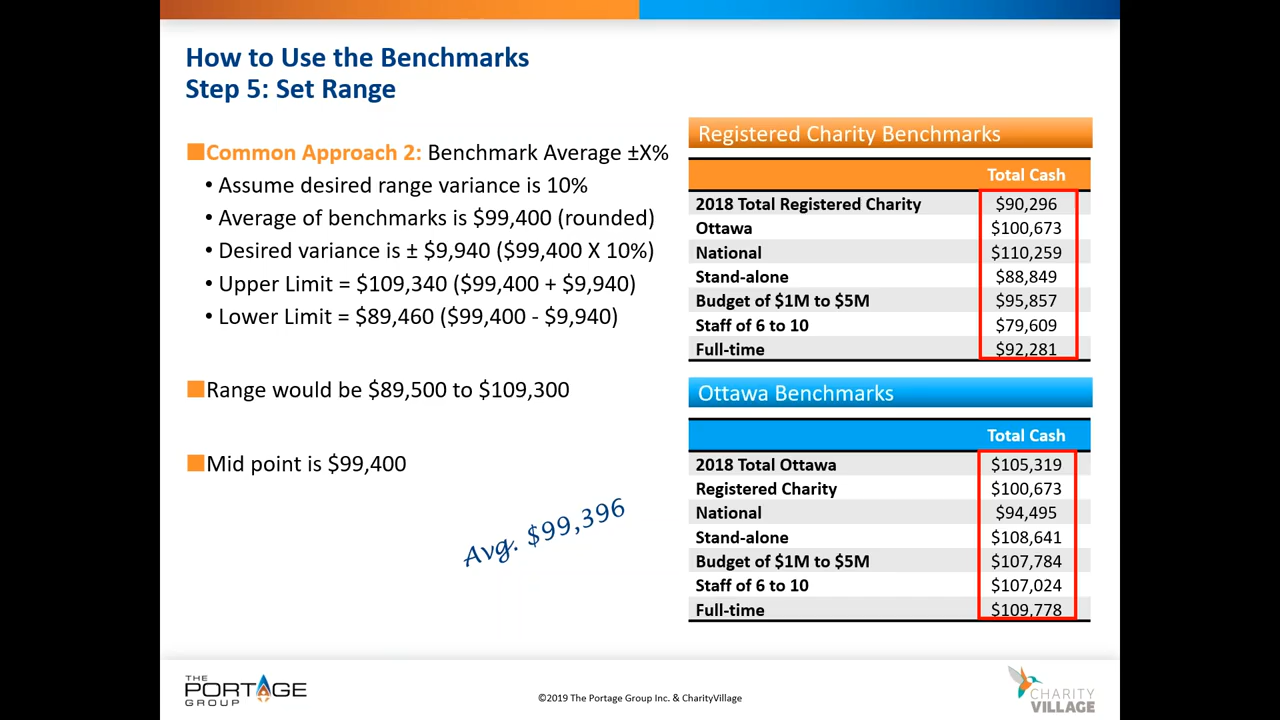 How to Use the Benchmarks
Step 5: Set Range
Common Approach 2: Benchmark Average ±X%
• Assume desired range variance is 10%
• Average of benchmarks is $99,400 (rounded)
• Desired variance is ± $9,940 ($99,400 X 10%)
• Upper Limit = $109,340 ($99,400 + $9,940)
• Lower Limit = $89,460 ($99,400 - $9,940)
Range would be $89,500 to $109,300
Mid point is $99,400
Avg. $99,396
Registered Charity Benchmarks
Total Cash
2018 Total Registered Charity $90,296
Ottawa $100,673
National $110,259
Stand-alone $88,849
Budget of $1M to $5M $95,857
Staff of 6 to 10 $79,609
Full-time $92,281
Ottawa Benchmarks
Total Cash
2018 Total Ottawa $105,319
Registered Charity $100,673
National $94,495
Stand-alone $108,641
Budget of $1M to $5M $107,784
Staff of 6 to 10 $107,024
Full-time $109,778
THE
PORTAGE
GROUP
©2019 The Portage Group Inc. & CharityVillage
CHARITY
VILLAGE